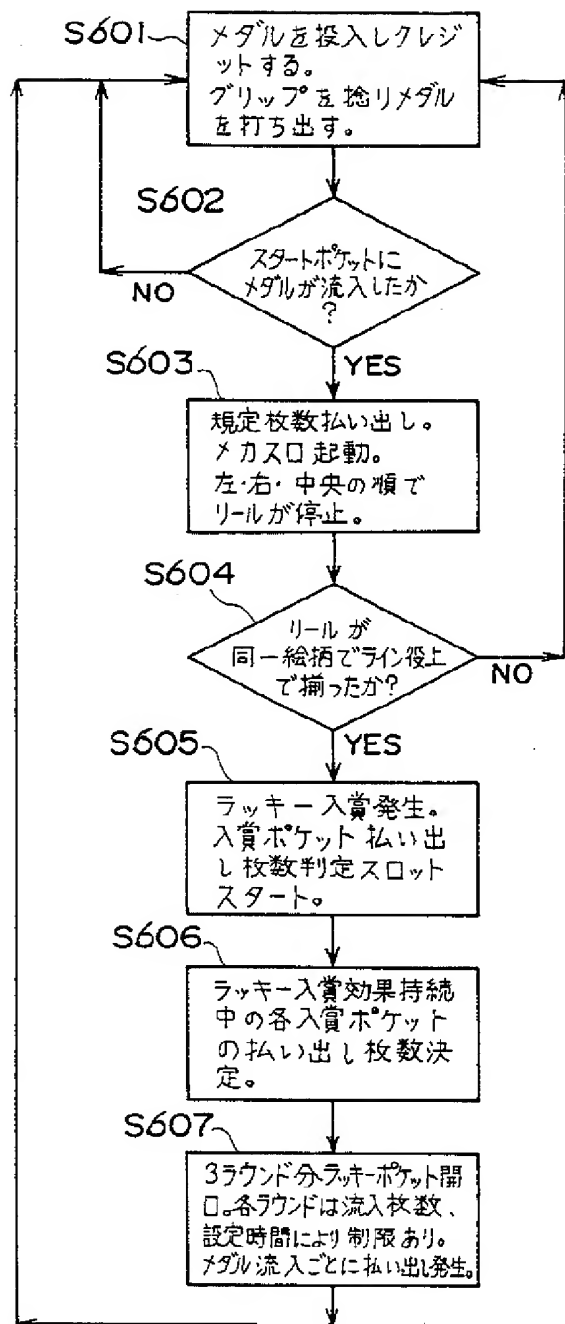 S601
メダルを投入しクレジ
ットする。
グリップを捻りメダル
を打ち出す。
S602
スタートポケットに
メダルが流入したか
?
NO
YES
S603
規定枚数払い出し。
メカスロ起動。
左・右・中央の順で
リールが停止。
S604
リールが
同一絵柄でライン役上
で揃ったか?
NO
YES
S605
ラッキー入賞発生。
入賞ポケット払い出
し枚数判定スロット
スタート。
S606
ラッキー入賞効果持続
中の各入賞ポケット
の払い出し枚数決
定。
S607
3ラウンド分ラッキーポケット開
口。各ラウンドは流入枚数、
設定時間により制限あり。
メダル流入ごとに払い出し発生。